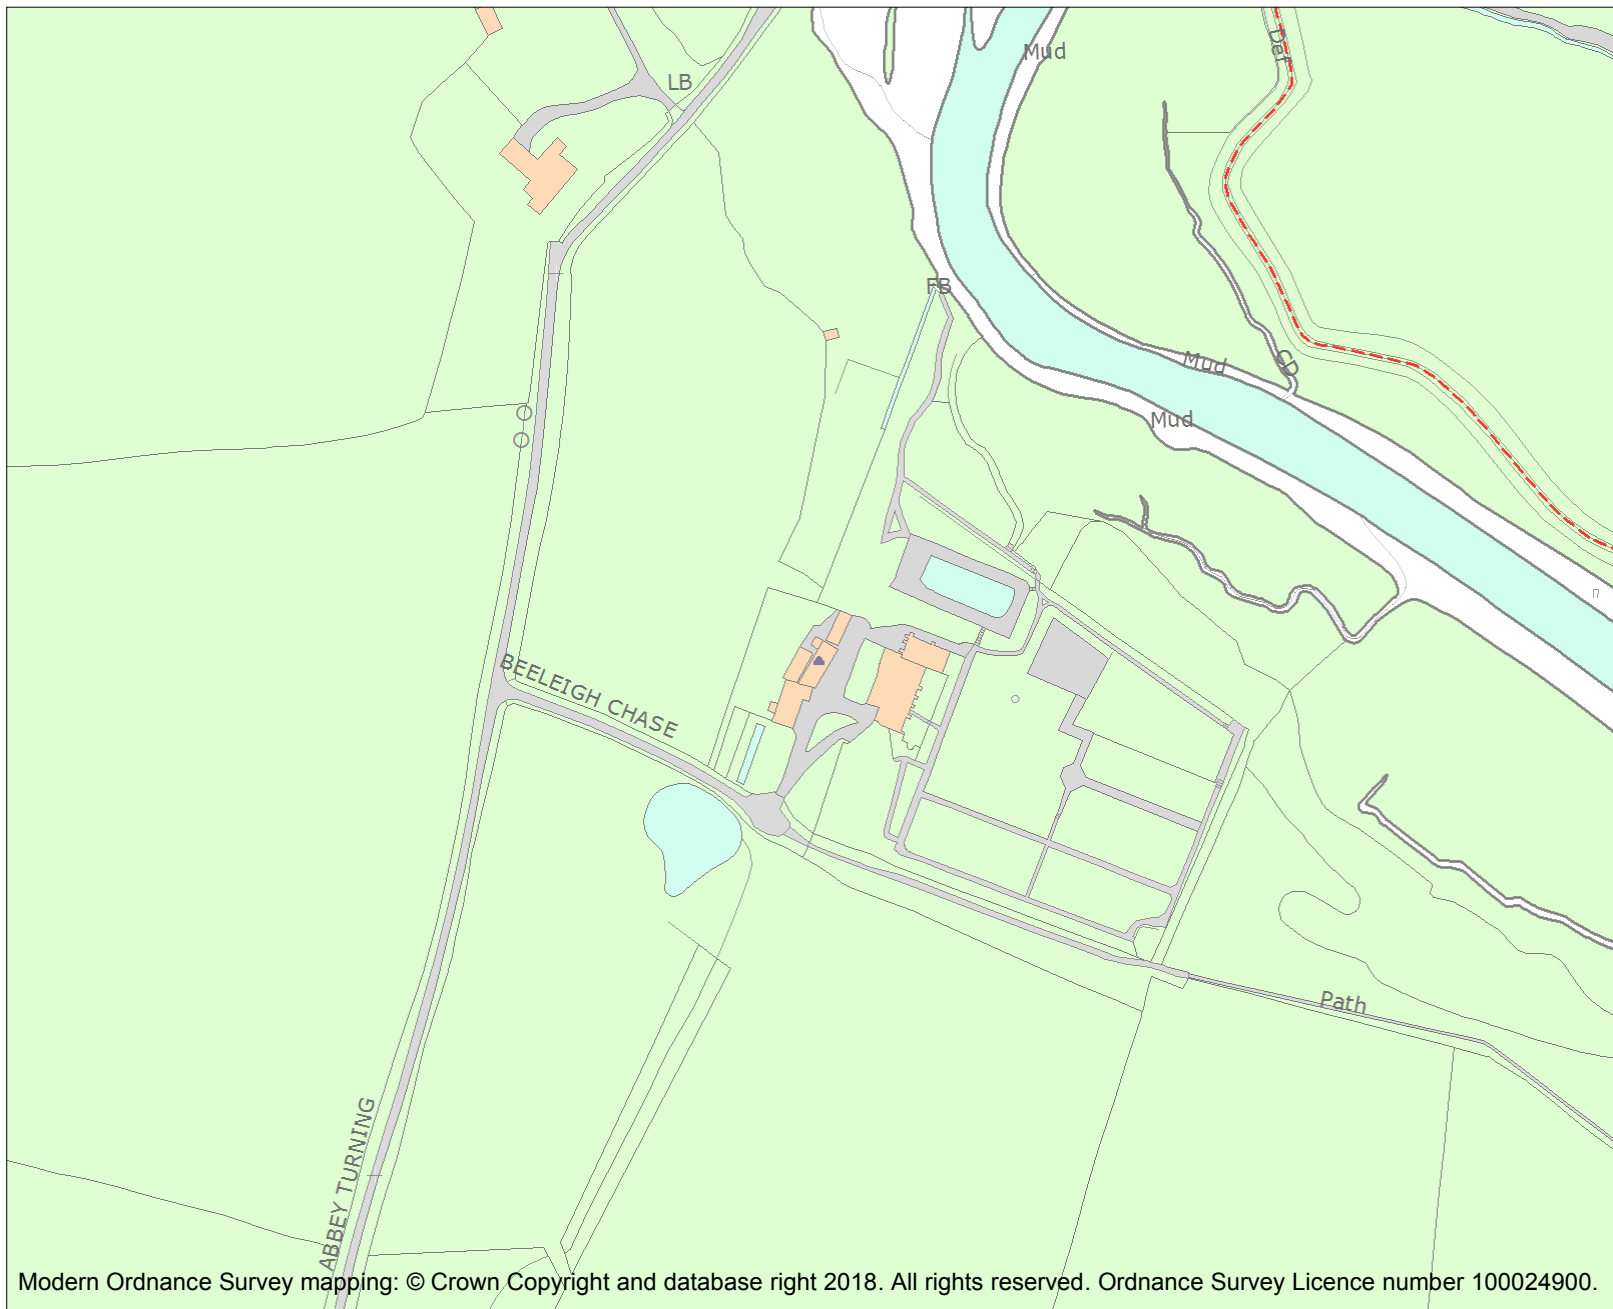 Mud
Def
LB
FB
Mud
CD
Mud
BEELEIGH CHASE
Path
ABBEY TURNING
Modern Ordnance Survey mapping: © Crown Copyright and database right 2018. All rights reserved. Ordnance Survey Licence number 100024900.